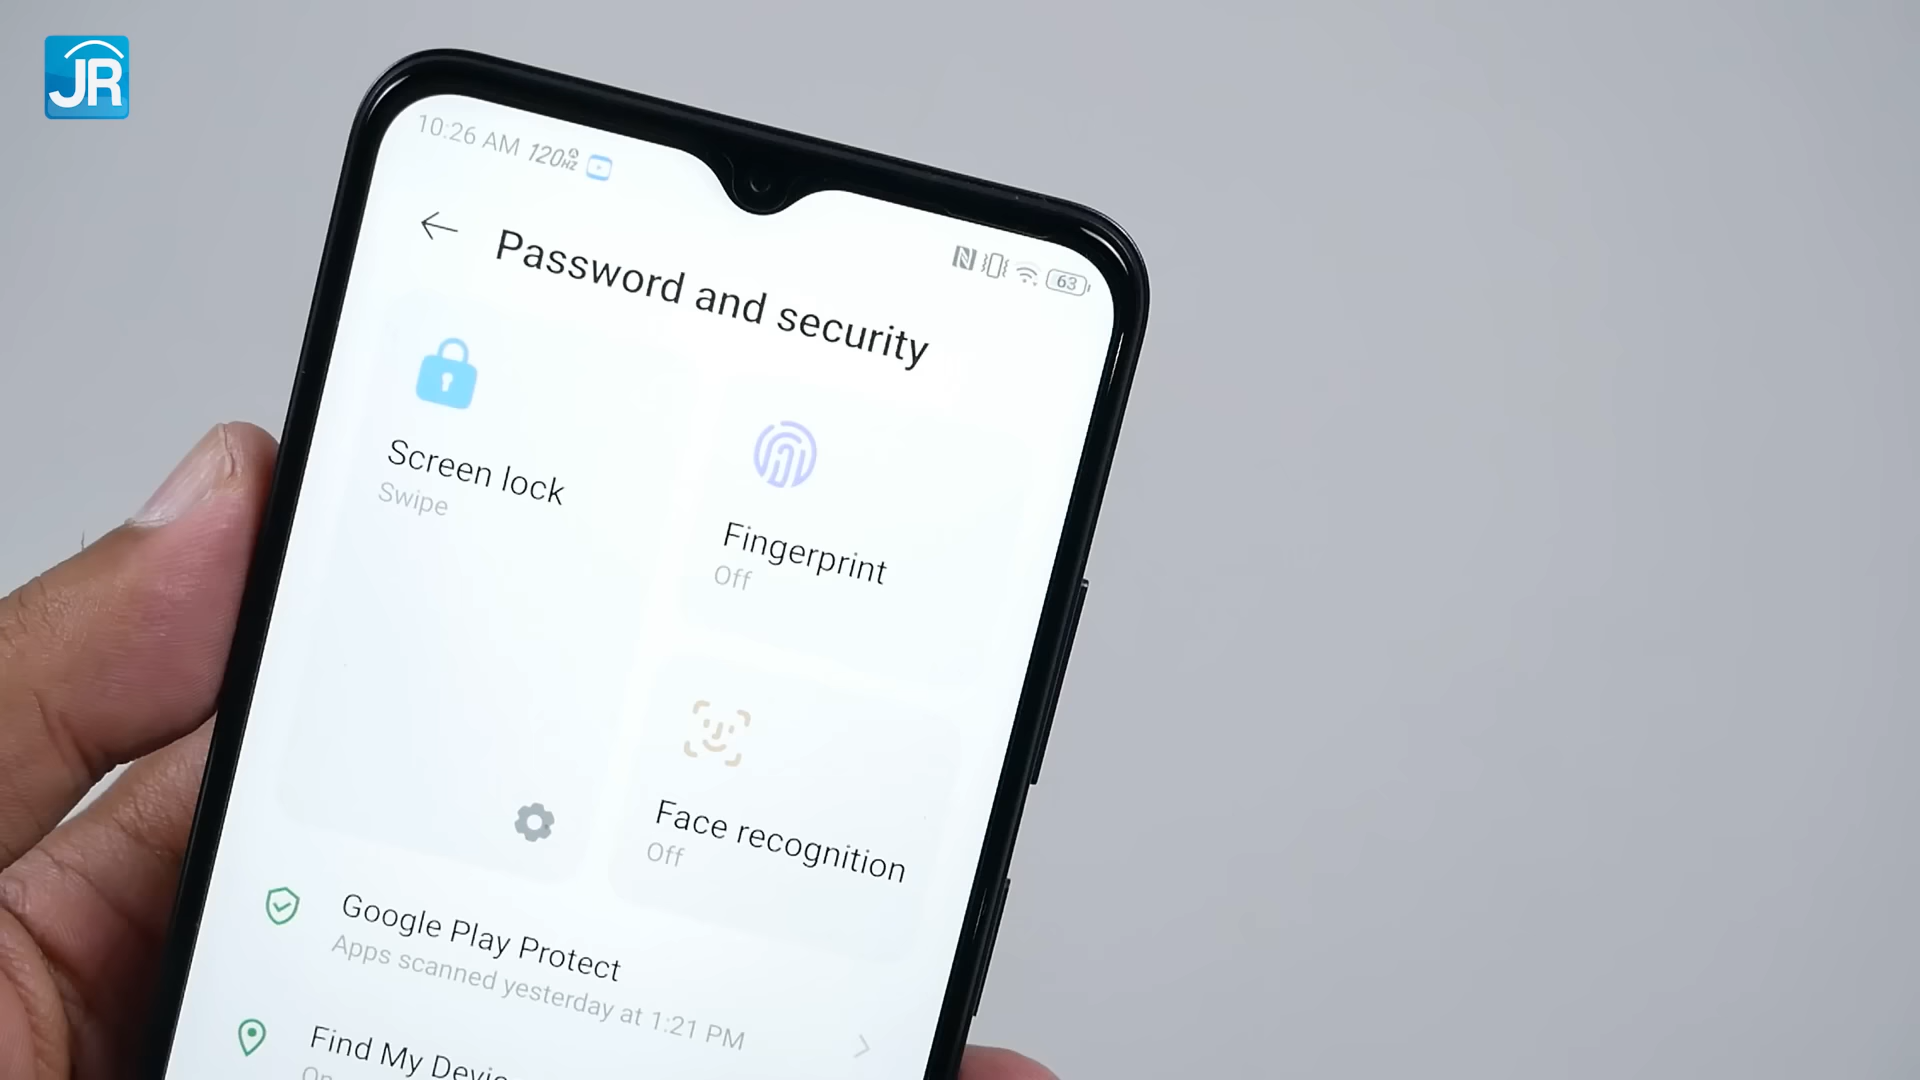 JR
10:26 AM 120HZ
63
Password and security
Screen lock
Swipe
Fingerprint
Off
Face recognition
Off
Google Play Protect
Apps scanned yesterday at 1:21 PM
Find My
On